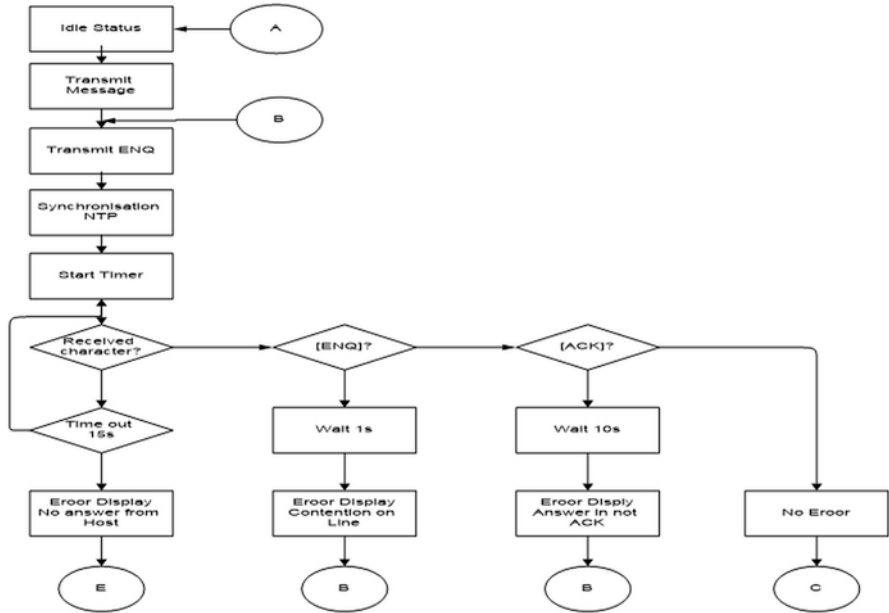 Idle Status
A
Transmit
Message
B
Transmit ENQ
Synchronisation
NTP
Start Timer
Received
character?
[ENQ]?
[ACK]?
Time out
15s
Wait 1s
Wait 10s
Eroor Display
No answer from
Host
Eroor Display
Contention on
Line
Eroor Disply
Answer in not
ACK
No Eroor
E
B
B
C